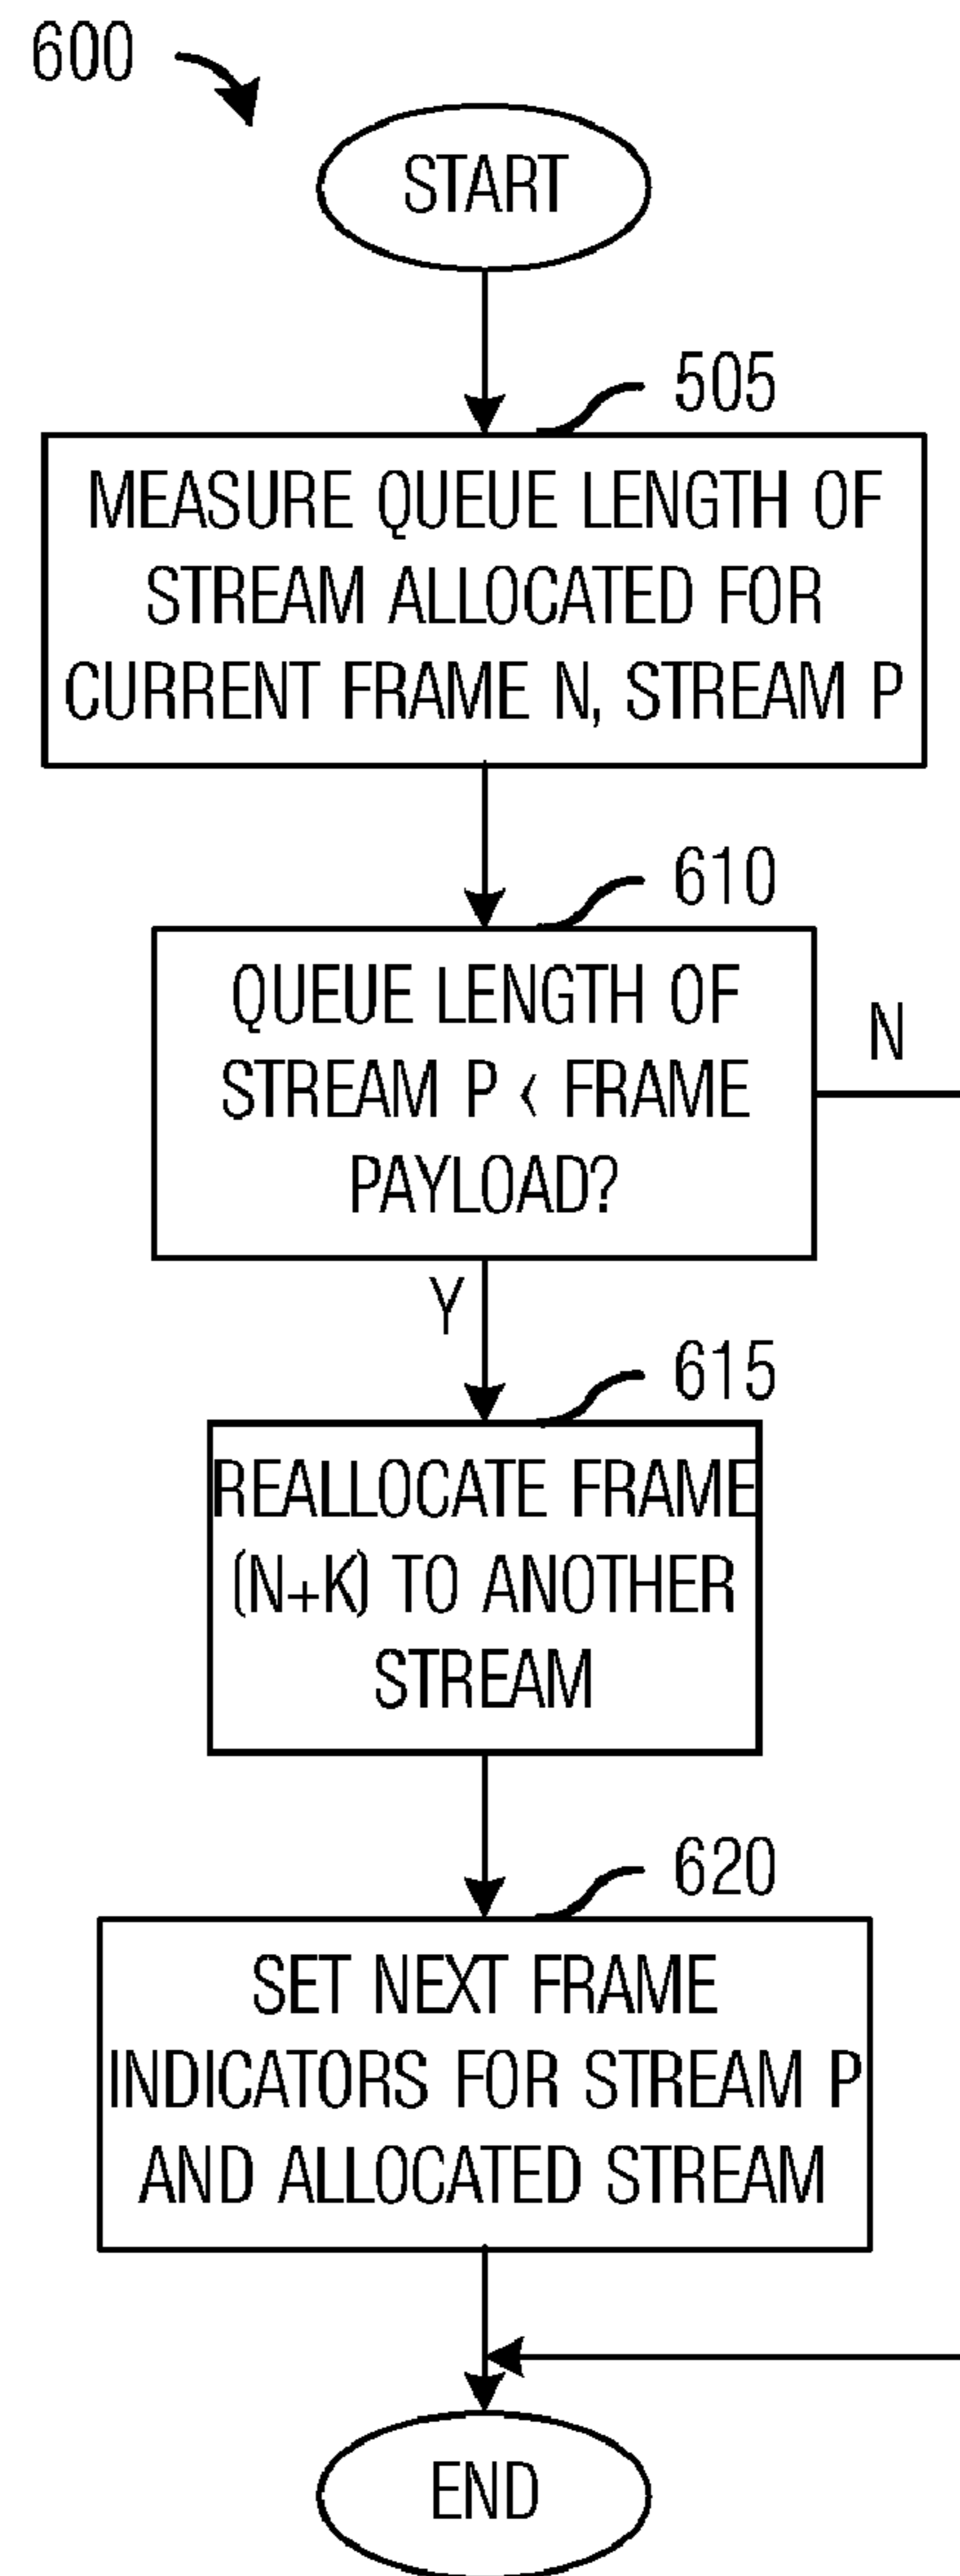 600
START
505
MEASURE QUEUE LENGTH OF
STREAM ALLOCATED FOR
CURRENT FRAME N, STREAM P
610
QUEUE LENGTH OF
STREAM P < FRAME
PAYLOAD?
N
Y
615
REALLOCATE FRAME
(N+K) TO ANOTHER
STREAM
620
SET NEXT FRAME
INDICATORS FOR STREAM P
AND ALLOCATED STREAM
END